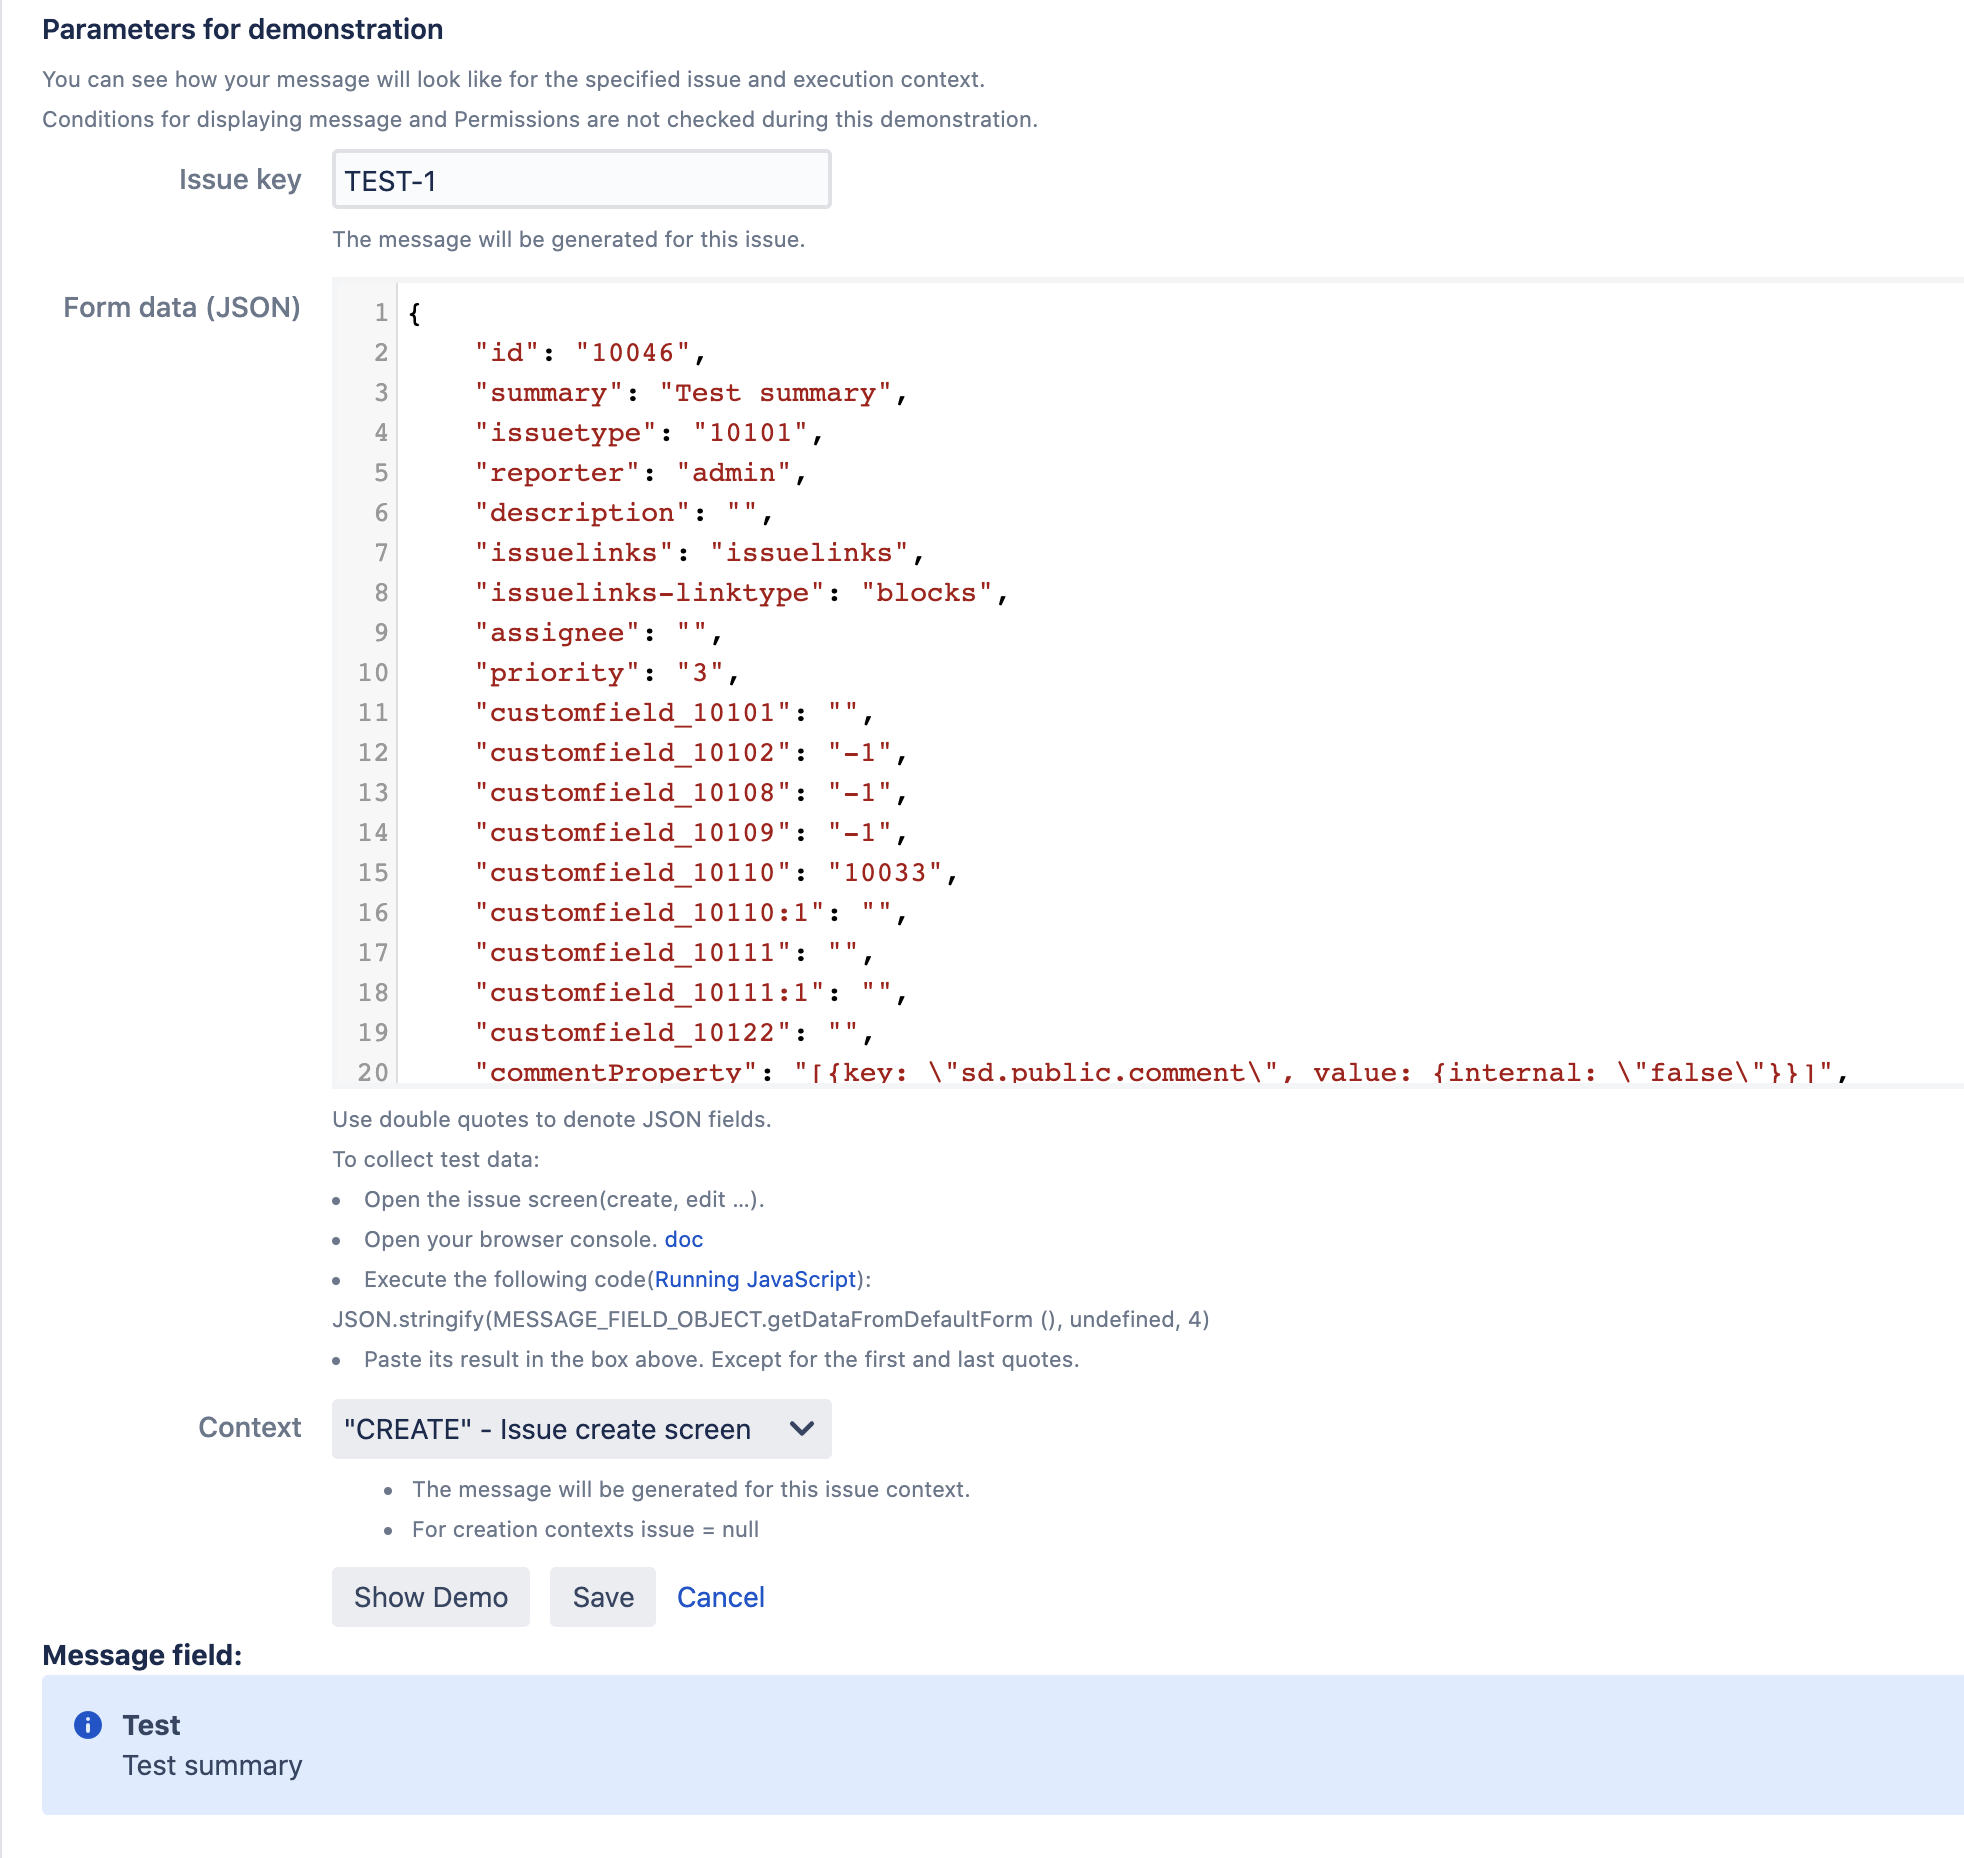 Parameters for demonstration
You can see how your message will look like for the specified issue and execution context.
Conditions for displaying message and Permissions are not checked during this demonstration.
Issue key
TEST-1
The message will be generated for this issue.
Form data (JSON)
1 {
2 "id": "10046",
3 "summary": "Test summary",
4 "issuetype": "10101",
5 "reporter": "admin",
6 "description": "",
7 "issuelinks": "issuelinks",
8 "issuelinks-linktype": "blocks",
9 "assignee": "",
10 "priority": "3",
11 "customfield_10101": "",
12 "customfield_10102": "-1",
13 "customfield_10108": "-1",
14 "customfield_10109": "-1",
15 "customfield_10110": "10033",
16 "customfield_10110:1": "",
17 "customfield_10111": "",
18 "customfield_10111:1": "",
19 "customfield_10122": "",
20 "commentProperty": "[{key: \"sd.public.comment\", value: {internal: \"false\"}}]",
Use double quotes to denote JSON fields.
To collect test data:
• Open the issue screen(create, edit ...).
• Open your browser console. doc
• Execute the following code(Running JavaScript):
JSON.stringify(MESSAGE_FIELD_OBJECT.getDataFromDefaultForm (), undefined, 4)
• Paste its result in the box above. Except for the first and last quotes.
Context
"CREATE" - Issue create screen
• The message will be generated for this issue context.
• For creation contexts issue = null
Show Demo Save Cancel
Message field:
Test
Test summary